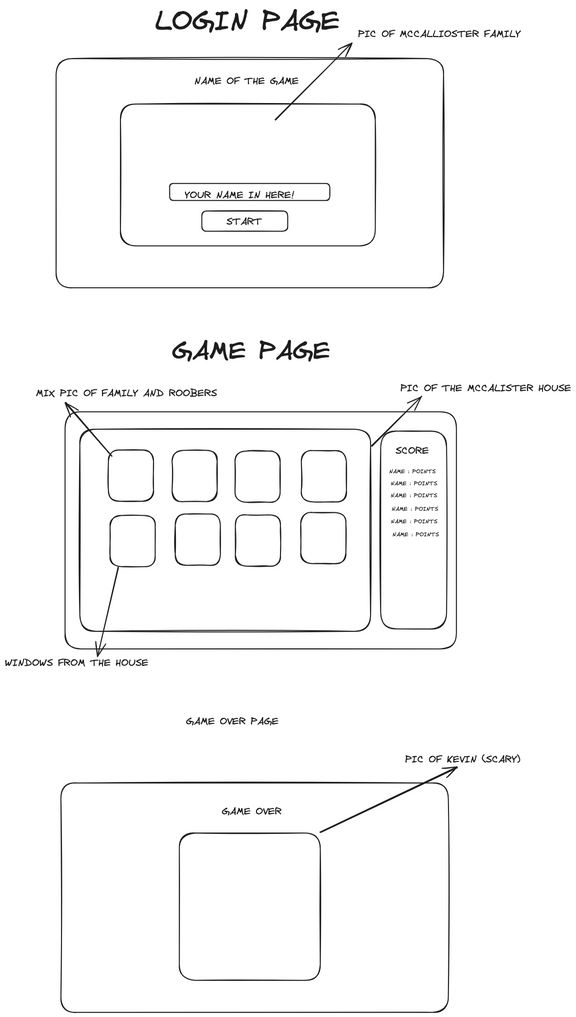 LOGIN PAGE
PIC OF MCCALLIOSTER FAMILY
NAME OF THE GAME
YOUR NAME IN HERE!
START
GAME PAGE
MIX PIC OF FAMILY AND ROOBERS
PIC OF THE MCCALISTER HOUSE
SCORE
NAME : POINTS
NAME : POINTS
NAME : POINTS
NAME : POINTS
NAME : POINTS
NAME : POINTS
WINDOWS FROM THE HOUSE
GAME OVER PAGE
PIC OF KEVIN (SCARY)
GAME OVER